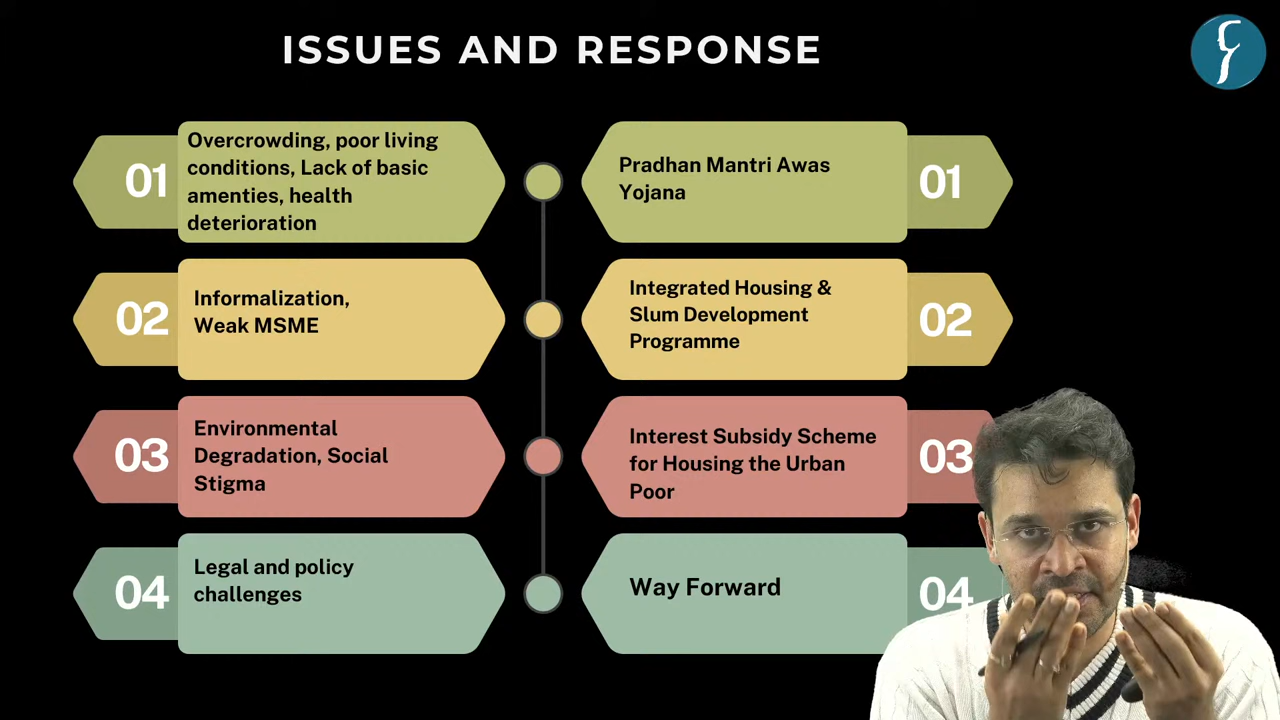 ISSUES AND RESPONSE
01
Overcrowding, poor living
conditions, Lack of basic
amenties, health
deterioration
Pradhan Mantri Awas
Yojana
01
02
Informalization,
Weak MSME
Integrated Housing &
Slum Development
Programme
02
03
Environmental
Degradation, Social
Stigma
Interest Subsidy Scheme
for Housing the Urban
Poor
03
04
Legal and policy
challenges
Way Forward
04